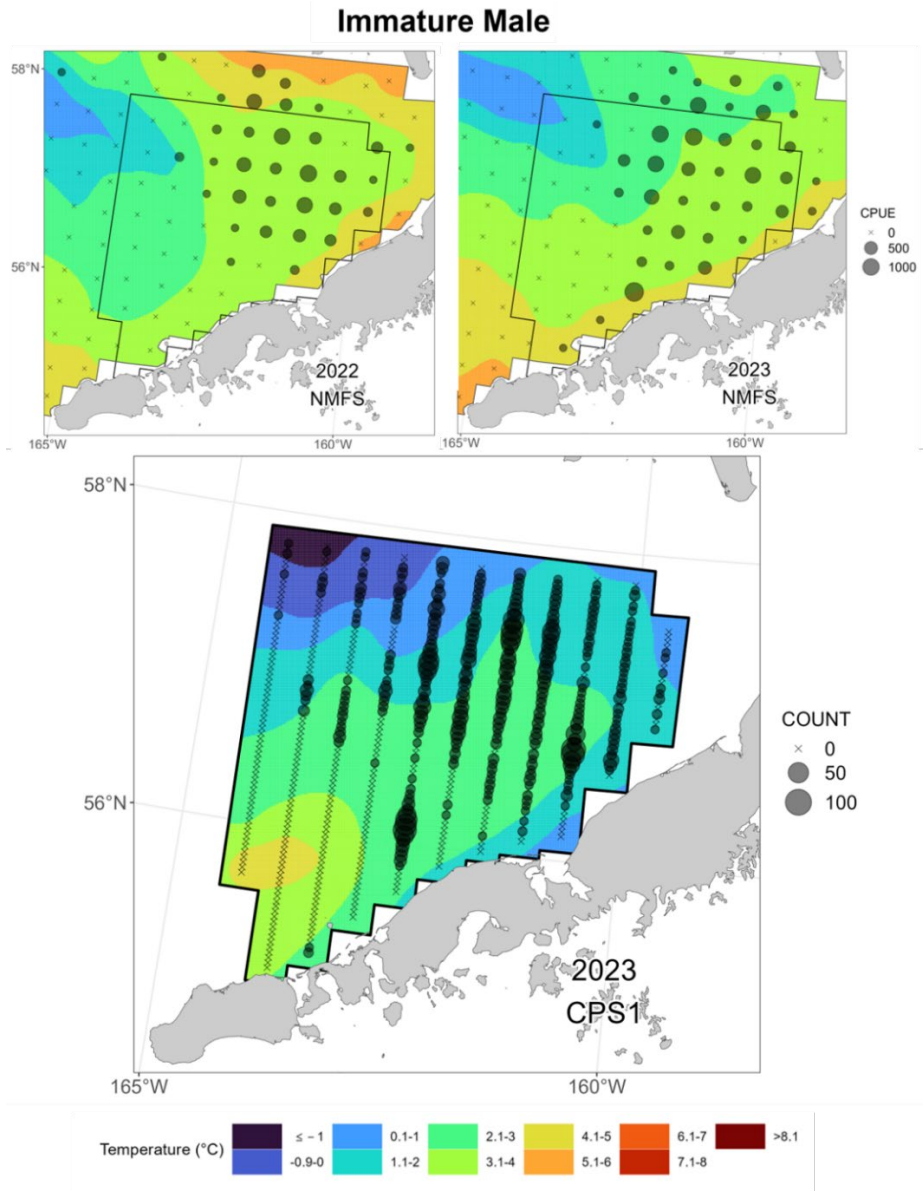 Immature Male
58°N
56°N
165°W
160°W
2022
NMFS
165°W
160°W
2023
NMFS
CPUE
× 0
500
1000
58°N
56°N
165°W
160°W
2023
CPS1
COUNT
× 0
50
100
Temperature (°C)
≤ − 1
0.1-1
2.1-3
4.1-5
6.1-7
>8.1
-0.9-0
1.1-2
3.1-4
5.1-6
7.1-8